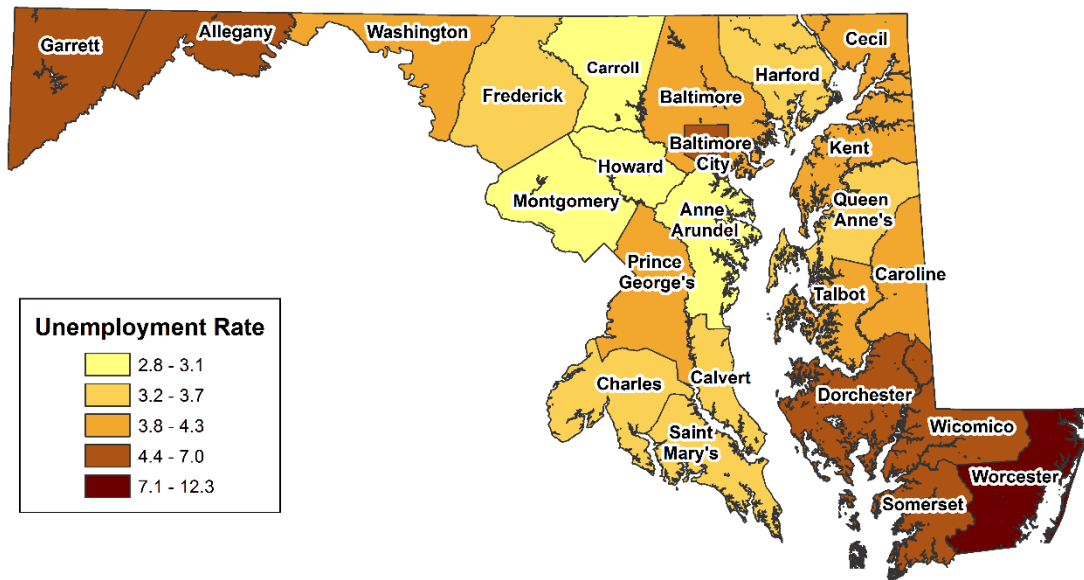 Garrett
Allegany
Washington
Frederick
Carroll
Baltimore
Harford
Cecil
Baltimore
City
Howard
Montgomery
Anne
Arundel
Kent
Queen
Anne's
Prince
George's
Caroline
Talbot
Charles
Calvert
Saint
Mary's
Dorchester
Wicomico
Worcester
Somerset
Unemployment Rate
2.8 - 3.1
3.2 - 3.7
3.8 - 4.3
4.4 - 7.0
7.1 - 12.3